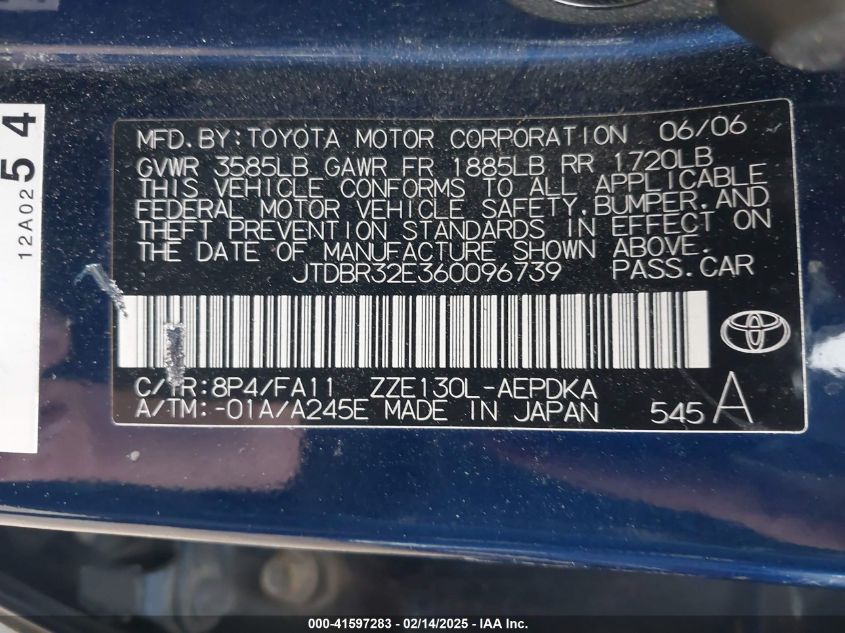 MFD. BY: TOYOTA MOTOR CORPORATION 06/06
GVWR 3585LB GAWR FR 1885LB RR 1720LB
THIS VEHICLE CONFORMS TO ALL APPLICABLE
FEDERAL MOTOR VEHICLE SAFETY, BUMPER, AND
THEFT PREVENTION STANDARDS IN EFFECT ON
THE DATE OF MANUFACTURE SHOWN ABOVE.
JTDBR32E360096739 PASS. CAR
C/TR: 8P4/FA11 ZZE130L-AEPDKA
A/TM: -01A/A245E MADE IN JAPAN 545 A
12A02 54
000-41597283 - 02/14/2025 - IAA Inc.